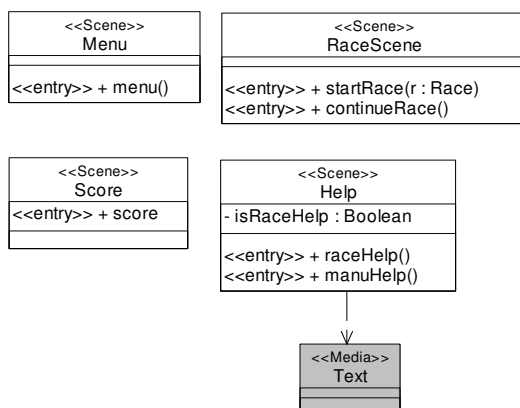 <<Scene>>
Menu
<<entry>> + menu()
<<Scene>>
RaceScene
<<entry>> + startRace(r : Race)
<<entry>> + continueRace()
<<Scene>>
Score
<<entry>> + score
<<Scene>>
Help
- isRaceHelp : Boolean
<<entry>> + raceHelp()
<<entry>> + manuHelp()
<<Media>>
Text